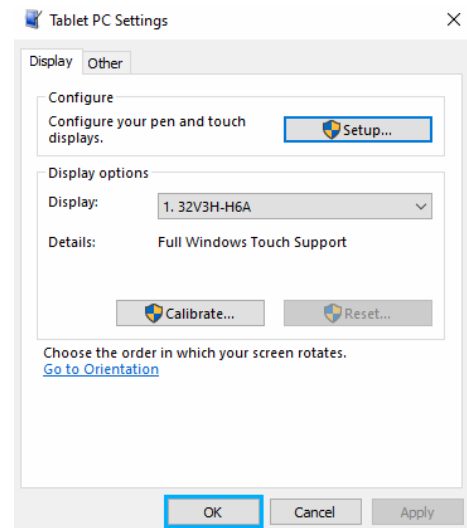 Tablet PC Settings
Display Other
Configure
Configure your pen and touch
displays.
Setup...
Display options
Display: 1. 32V3H-H6A
Details: Full Windows Touch Support
Calibrate... Reset...
Choose the order in which your screen rotates.
Go to Orientation
OK Cancel Apply